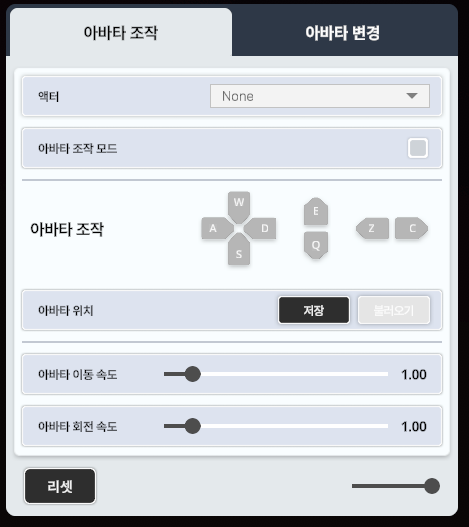 아바타 조작 아바타 변경
액터 None
아바타 조작 모드
W
E
아바타 조작 A D Z C
Q
S
아바타 위치 저장 불러오기
아바타 이동 속도 1.00
아바타 회전 속도 1.00
리셋